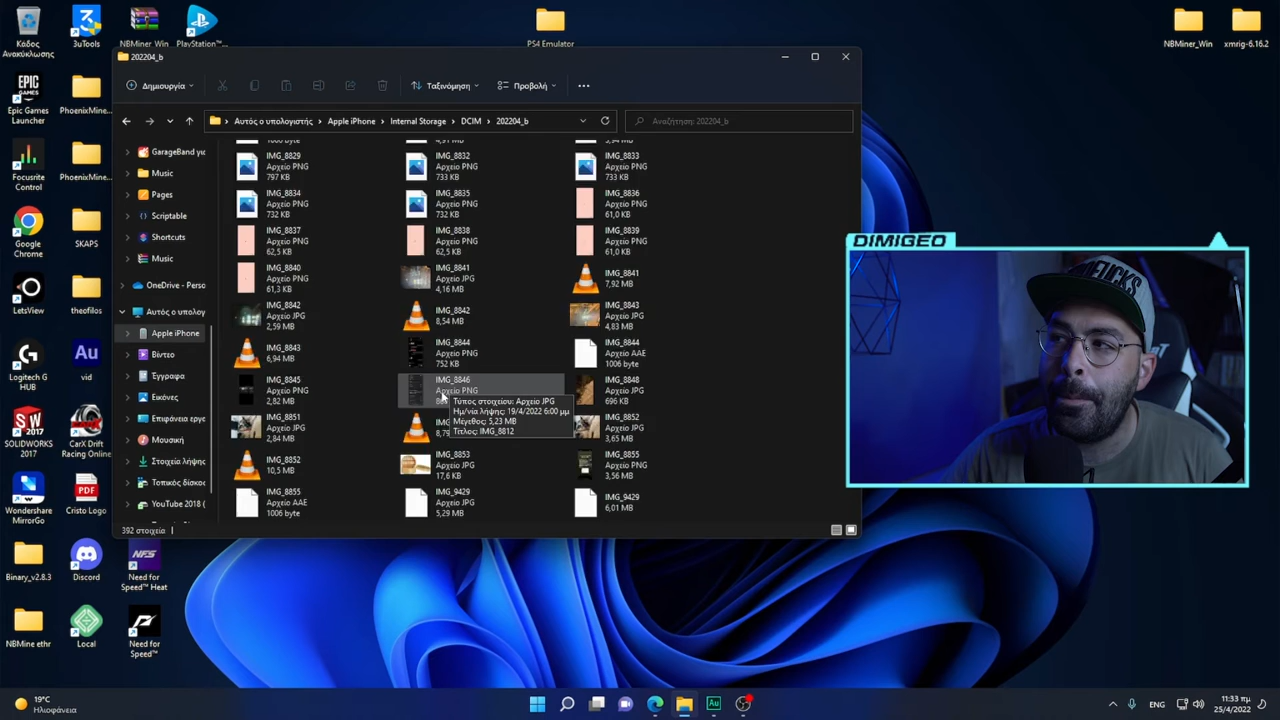 Κάδος
Ανακύκλωσης
3uTools
NBMiner_Win
PlayStation™...
PS4 Emulator
NBMiner_Win
xmrig-6.16.2
Epic Games
Launcher
PhoenixMine...
Focusrite
Control
PhoenixMine...
Google
Chrome
SKAPS
LetsView
theofilos
Logitech G
HUB
Au
vid
SOLIDWORKS
2017
CarX Drift
Racing Online
Wondershare
MirrorGo
PDF
Cristo Logo
Binary_v2.8.3
Discord
NFS
Need for
Speed™ Heat
NBMine ethr
Local
Need for
Speed™
202204_b
Δημιουργία
Ταξινόμηση
Προβολή
Αυτός ο υπολογιστής > Apple iPhone > Internal Storage > DCIM > 202204_b
Αναζήτηση: 202204_b
GarageBand για
Music
Pages
Scriptable
Shortcuts
Music
OneDrive - Perso
Αυτός ο υπολογ
Apple iPhone
Βίντεο
Έγγραφα
Εικόνες
Επιφάνεια εργα
Μουσική
Στοιχεία λήψης
Τοπικός δίσκος
YouTube 2018 (
IMG_8829
Αρχείο PNG
797 KB
IMG_8832
Αρχείο PNG
733 KB
IMG_8833
Αρχείο PNG
733 KB
IMG_8834
Αρχείο PNG
732 KB
IMG_8835
Αρχείο PNG
732 KB
IMG_8836
Αρχείο PNG
61,0 KB
IMG_8837
Αρχείο PNG
62,5 KB
IMG_8838
Αρχείο PNG
62,5 KB
IMG_8839
Αρχείο PNG
61,0 KB
IMG_8840
Αρχείο PNG
61,3 KB
IMG_8841
Αρχείο JPG
4,16 MB
IMG_8841
7,92 MB
IMG_8842
Αρχείο JPG
2,59 MB
IMG_8842
8,54 MB
IMG_8843
Αρχείο JPG
4,83 MB
IMG_8843
6,94 MB
IMG_8844
Αρχείο PNG
752 KB
IMG_8844
Αρχείο AAE
1006 byte
IMG_8845
Αρχείο PNG
2,82 MB
IMG_8846
Αρχείο PNG
IMG_8848
Αρχείο JPG
696 KB
Τύπος στοιχείου: Αρχείο JPG
Ημ/νία λήψης: 19/4/2022 6:00 μμ
Μέγεθος: 5,23 MB
Τίτλος: IMG_8812
IMG_8851
Αρχείο JPG
2,84 MB
IMG_8852
Αρχείο JPG
3,65 MB
IMG_8852
10,5 MB
IMG_8853
Αρχείο JPG
17,6 KB
IMG_8855
Αρχείο PNG
3,56 MB
IMG_8855
Αρχείο AAE
1006 byte
IMG_9429
Αρχείο JPG
5,29 MB
IMG_9429
6,01 MB
392 στοιχεία
DIMIGEO
19°C
Ηλιοφάνεια
Au
ENG
11:33 πμ
25/4/2022